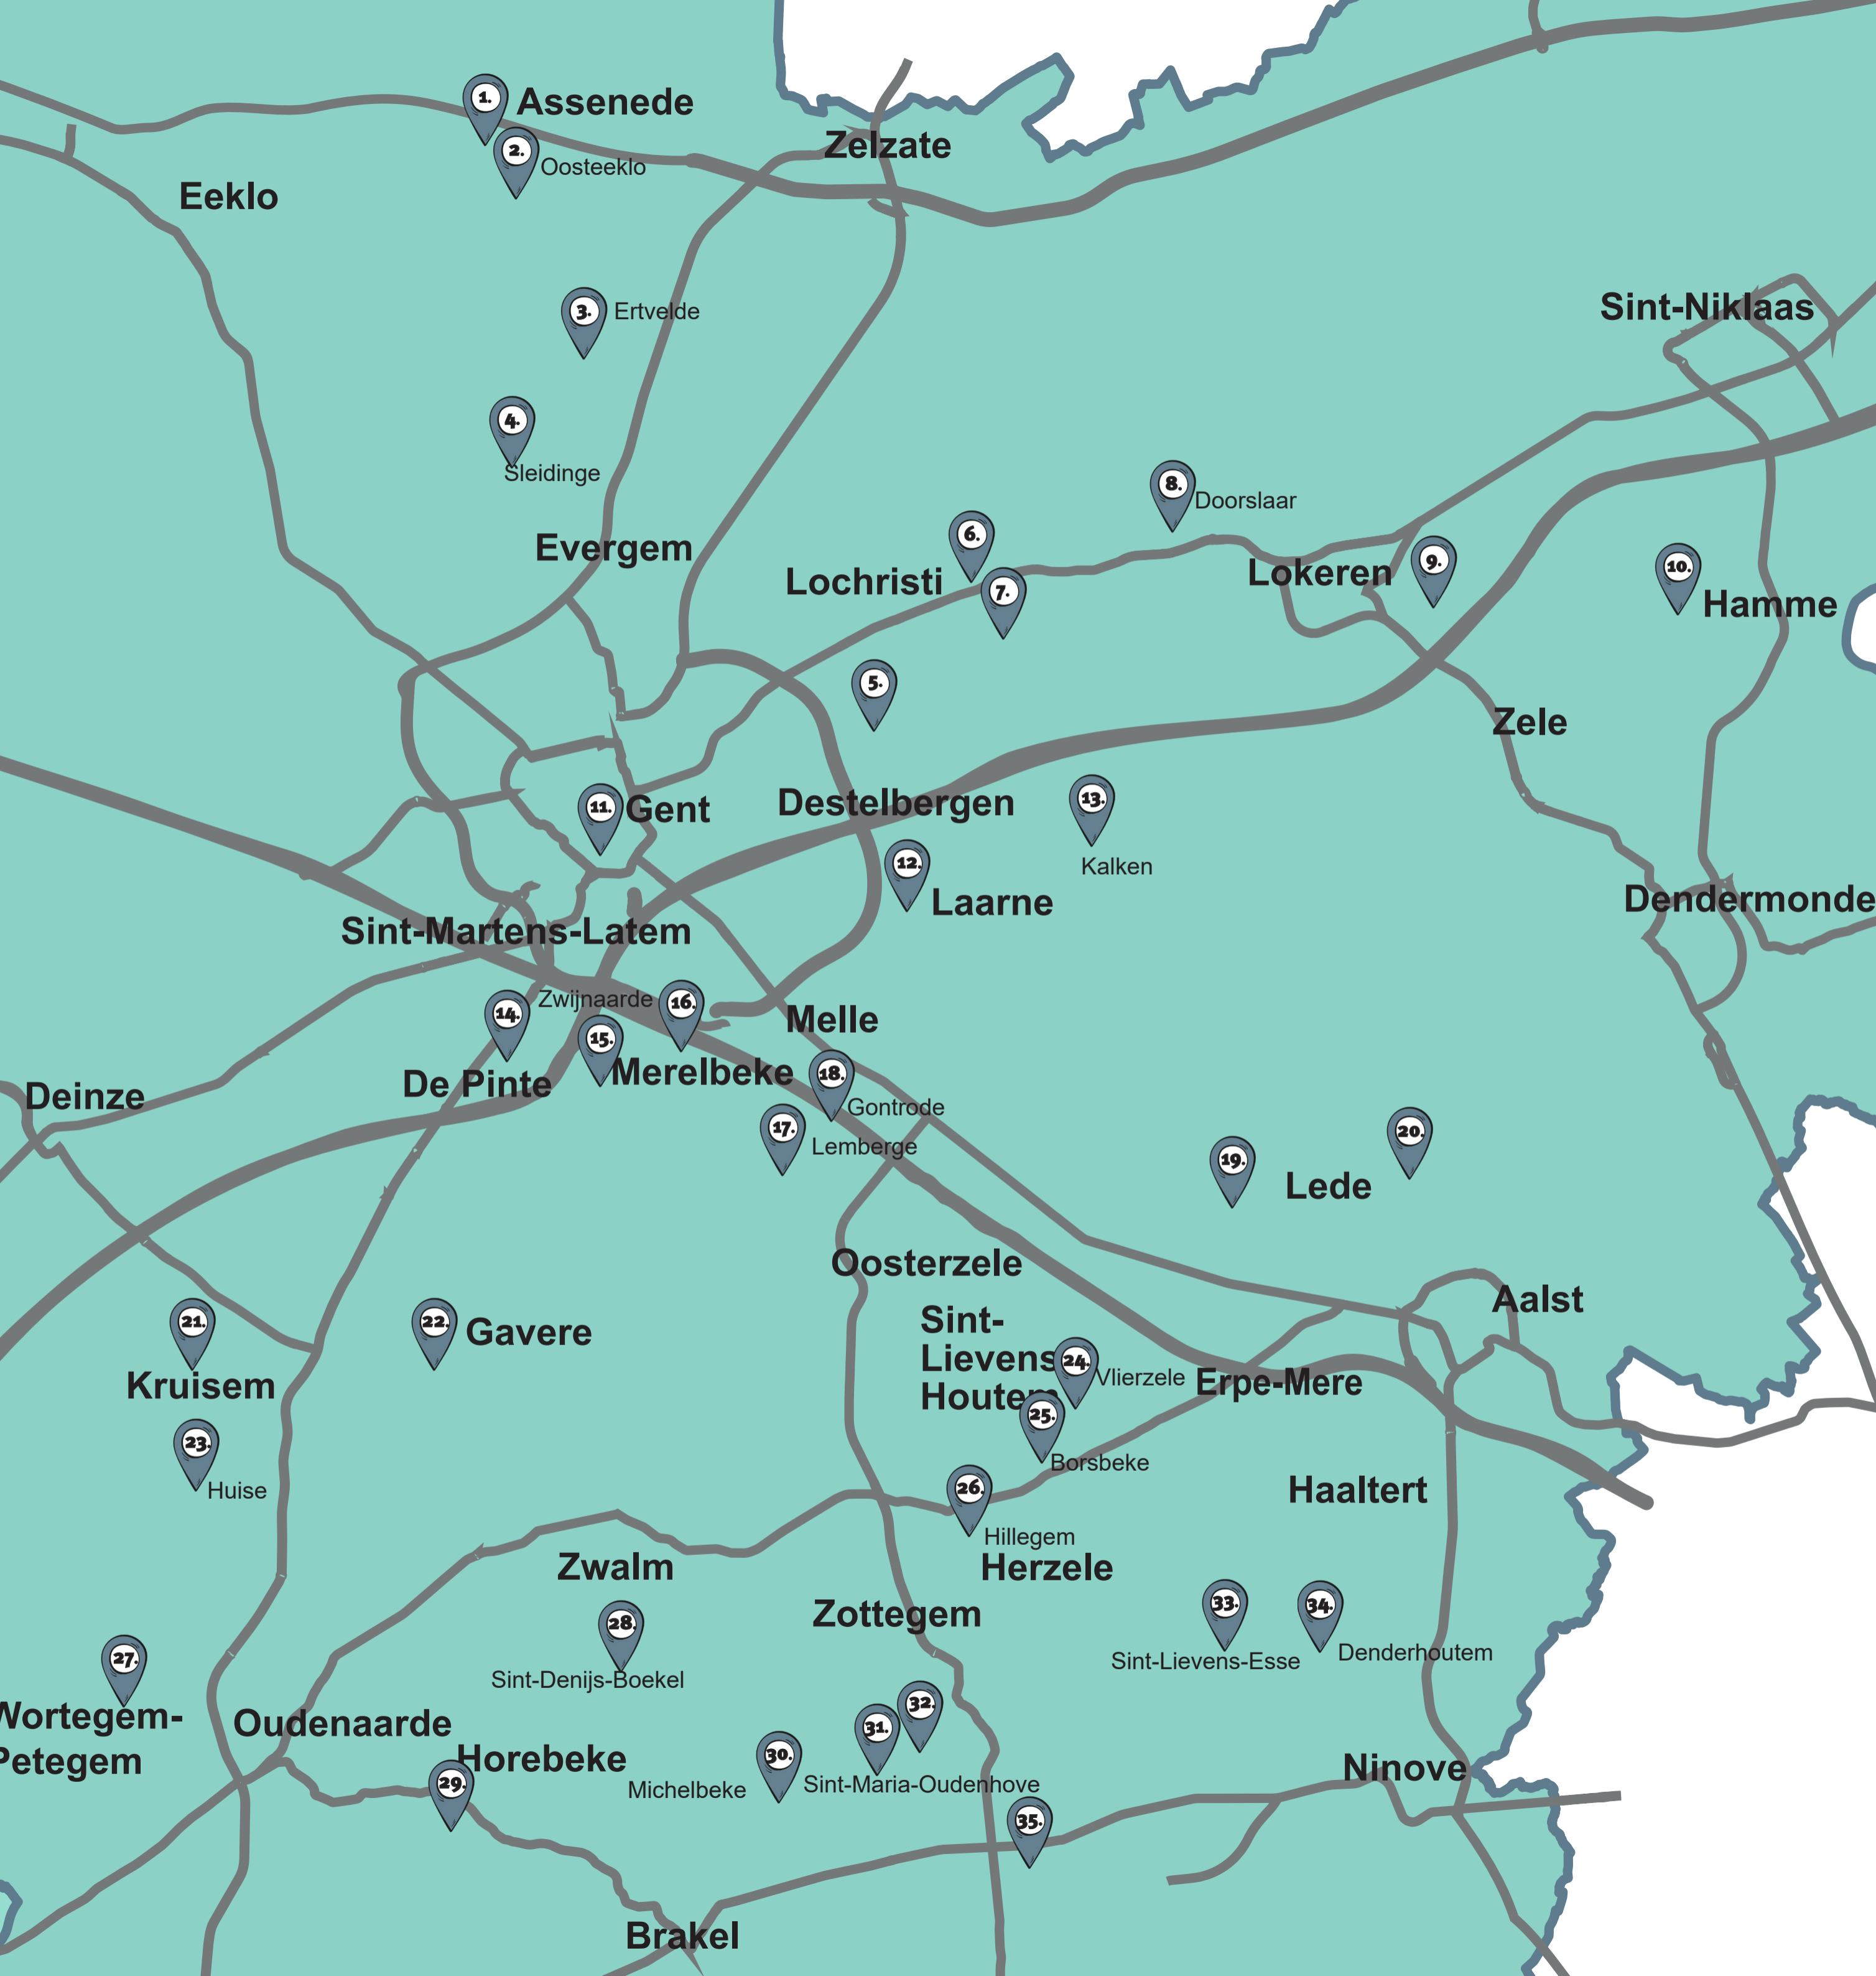 1. Assenede
Zelzate
2. Oosteeklo
Eeklo
3. Ertvelde
Sint-Niklaas
4.
Sleidinge
8. Doorslaar
Evergem
6.
Lochristi
7.
Lokeren
9.
10.
Hamme
5.
Zele
11. Gent
Destelbergen
13.
Kalken
12.
Laarne
Dendermonde
Sint-Martens-Latem
Zwijnaarde
14.
16.
Melle
15.
Merelbeke
De Pinte
Deinze
18.
Gontrode
17.
Lemberge
20.
19.
Lede
Oosterzele
Aalst
21.
Kruisem
22. Gavere
Sint-
Lievens
Houtem
24.
Vlierzele
Erpe-Mere
25.
Borsbeke
23.
Huise
26.
Hillegem
Herzele
Haaltert
Zwalm
28.
Sint-Denijs-Boekel
Zottegem
33.
Sint-Lievens-Esse
34.
Denderhoutem
27.
Wortegem-
Petegem
Oudenaarde
Horebeke
29.
32.
31.
Sint-Maria-Oudenhove
30.
Michelbeke
Ninove
35.
Brakel